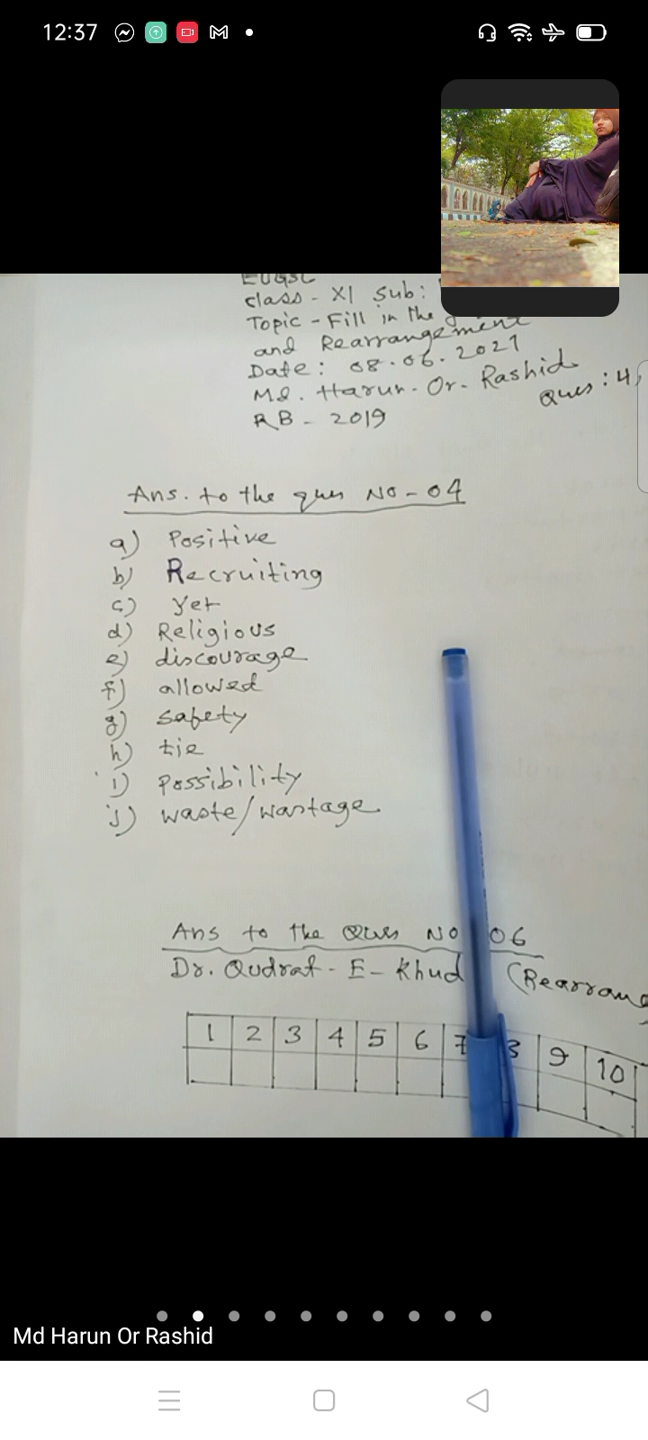 12:37
EUGSC
class - XI Sub:
Topic - Fill in the
and Rearrangement
Date: 08.06.2021
Md. Harun-Or-Rashid
Ques: 4,
RB - 2019
Ans. to the ques No - 04
a) Positive
b) Recruiting
c) Yet
d) Religious
e) discourage
f) allowed
g) safety
h) tie
i) possibility
j) waste/wastage
Ans to the Ques No 06
Dr. Qudrat - E - Khud (Rearrang
1 2 3 4 5 6 7 8 9 10
Md Harun Or Rashid